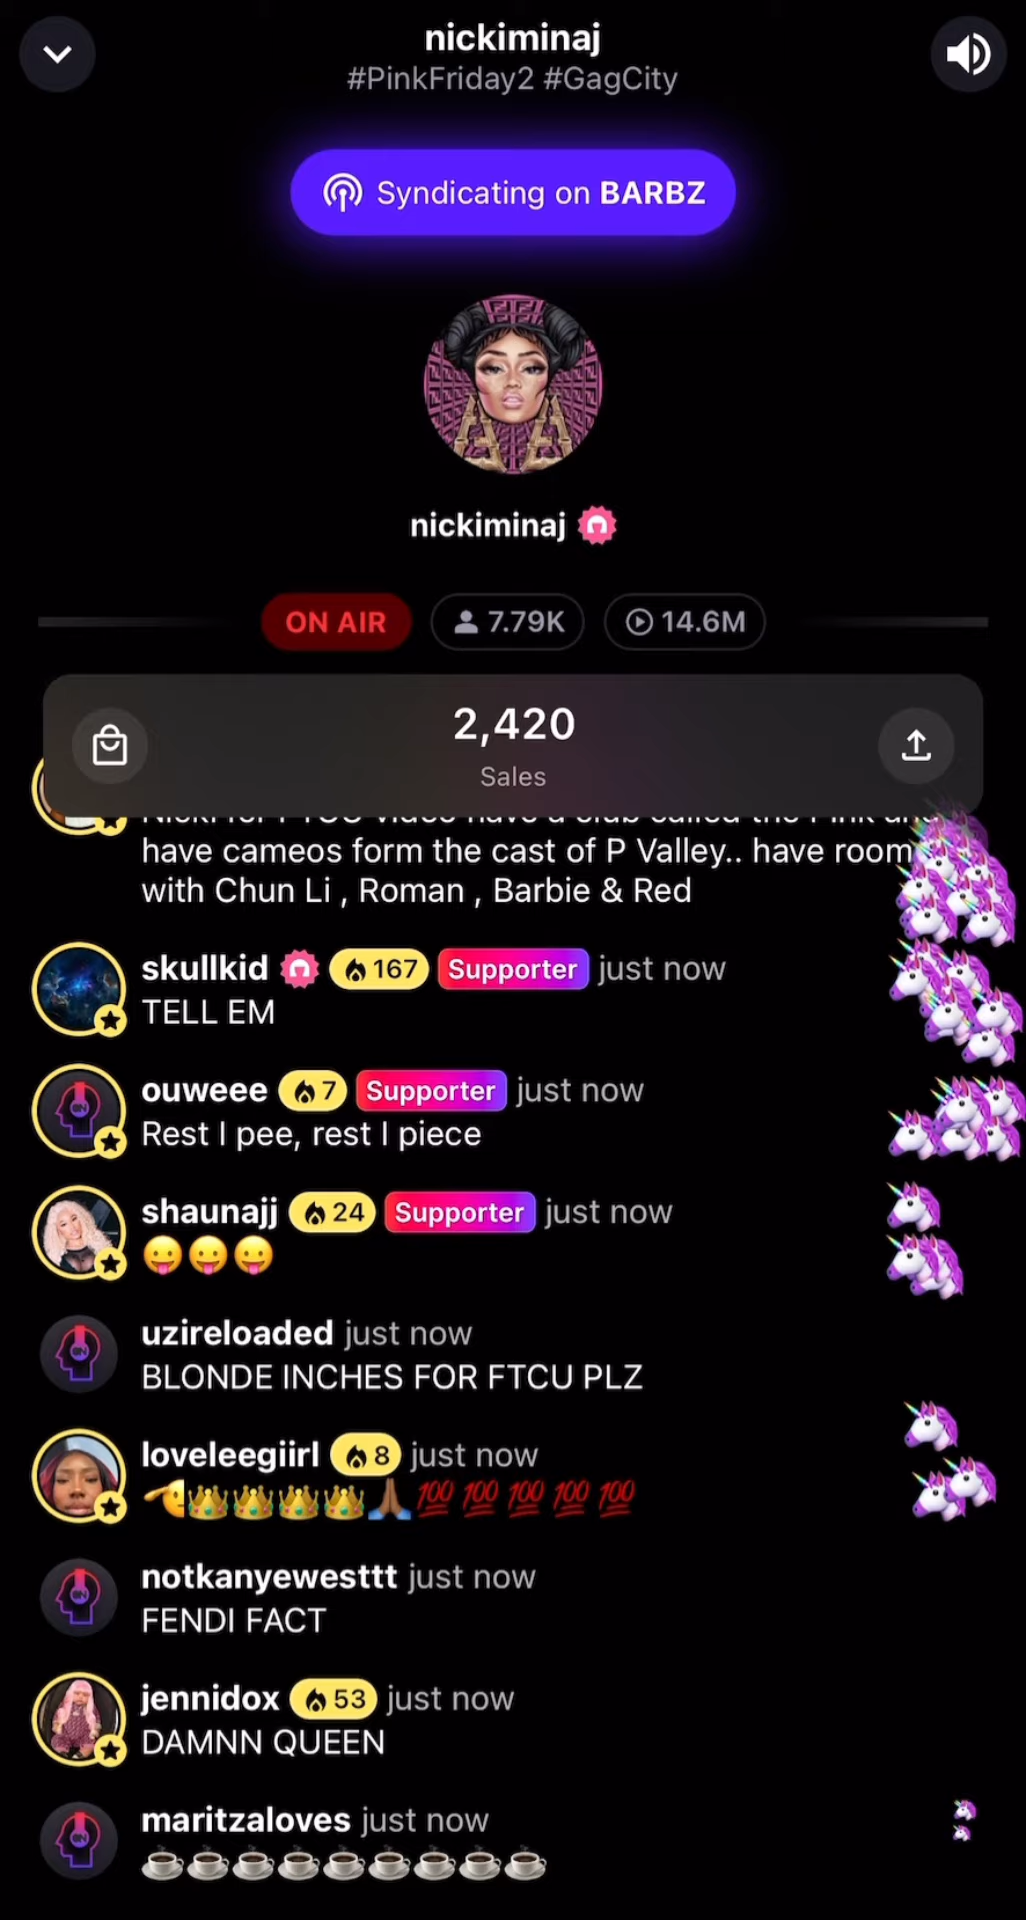 nickiminaj
#PinkFriday2 #GagCity
Syndicating on BARBZ
nickiminaj
ON AIR 7.79K 14.6M
2,420
Sales
have cameos form the cast of P Valley.. have room
with Chun Li , Roman , Barbie & Red
skullkid 167 Supporter just now
TELL EM
ouweee 7 Supporter just now
Rest I pee, rest I piece
shaunajj 24 Supporter just now
😛😛😛
uzireloaded just now
BLONDE INCHES FOR FTCU PLZ
loveleegiirl 8 just now
🫡👑👑👑👑🙏🏾💯💯💯💯💯
notkanyewesttt just now
FENDI FACT
jennidox 53 just now
DAMNN QUEEN
maritzaloves just now
☕☕☕☕☕☕☕☕☕